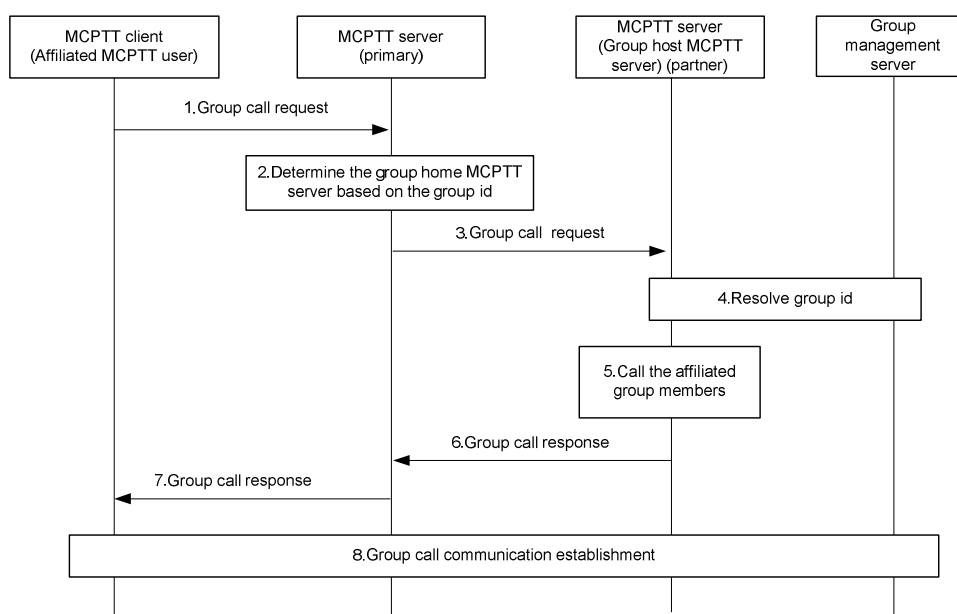 MCPTT client
(Affiliated MCPTT user)
MCPTT server
(primary)
MCPTT server
(Group host MCPTT
server) (partner)
Group
management
server
1.Group call request
2.Determine the group home MCPTT
server based on the group id
3.Group call request
4.Resolve group id
5.Call the affiliated
group members
6.Group call response
7.Group call response
8.Group call communication establishment